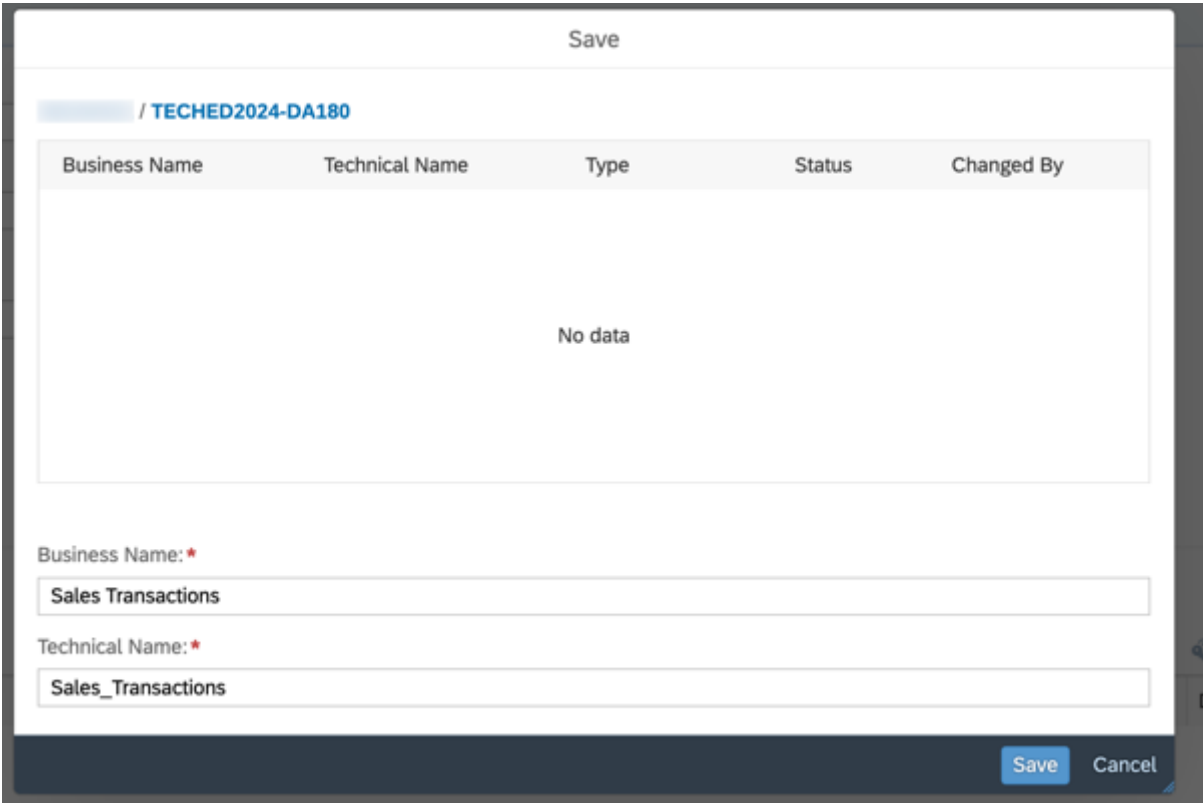 Save
/ TECHED2024-DA180
Business Name Technical Name Type Status Changed By
No data
Business Name:*
Sales Transactions
Technical Name:*
Sales_Transactions
Save Cancel